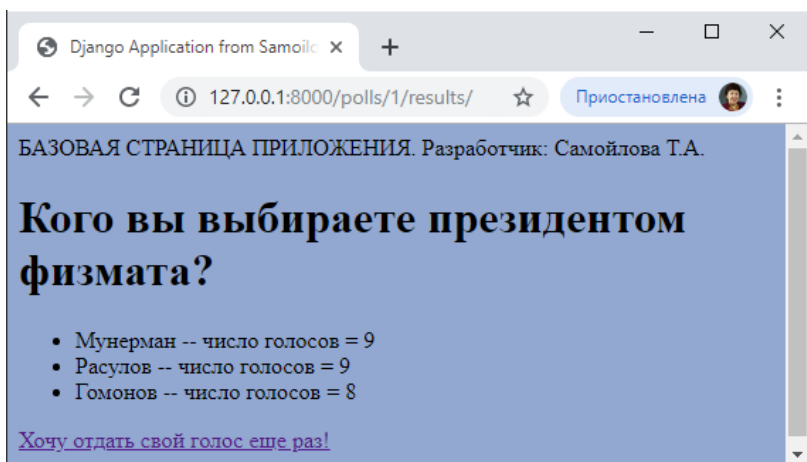 Django Application from Samoilo
127.0.0.1:8000/polls/1/results/
Приостановлена
БАЗОВАЯ СТРАНИЦА ПРИЛОЖЕНИЯ. Разработчик: Самойлова Т.А.
Кого вы выбираете президентом
физмата?
Мунерман -- число голосов = 9
Расулов -- число голосов = 9
Гомонов -- число голосов = 8
Хочу отдать свой голос еще раз!